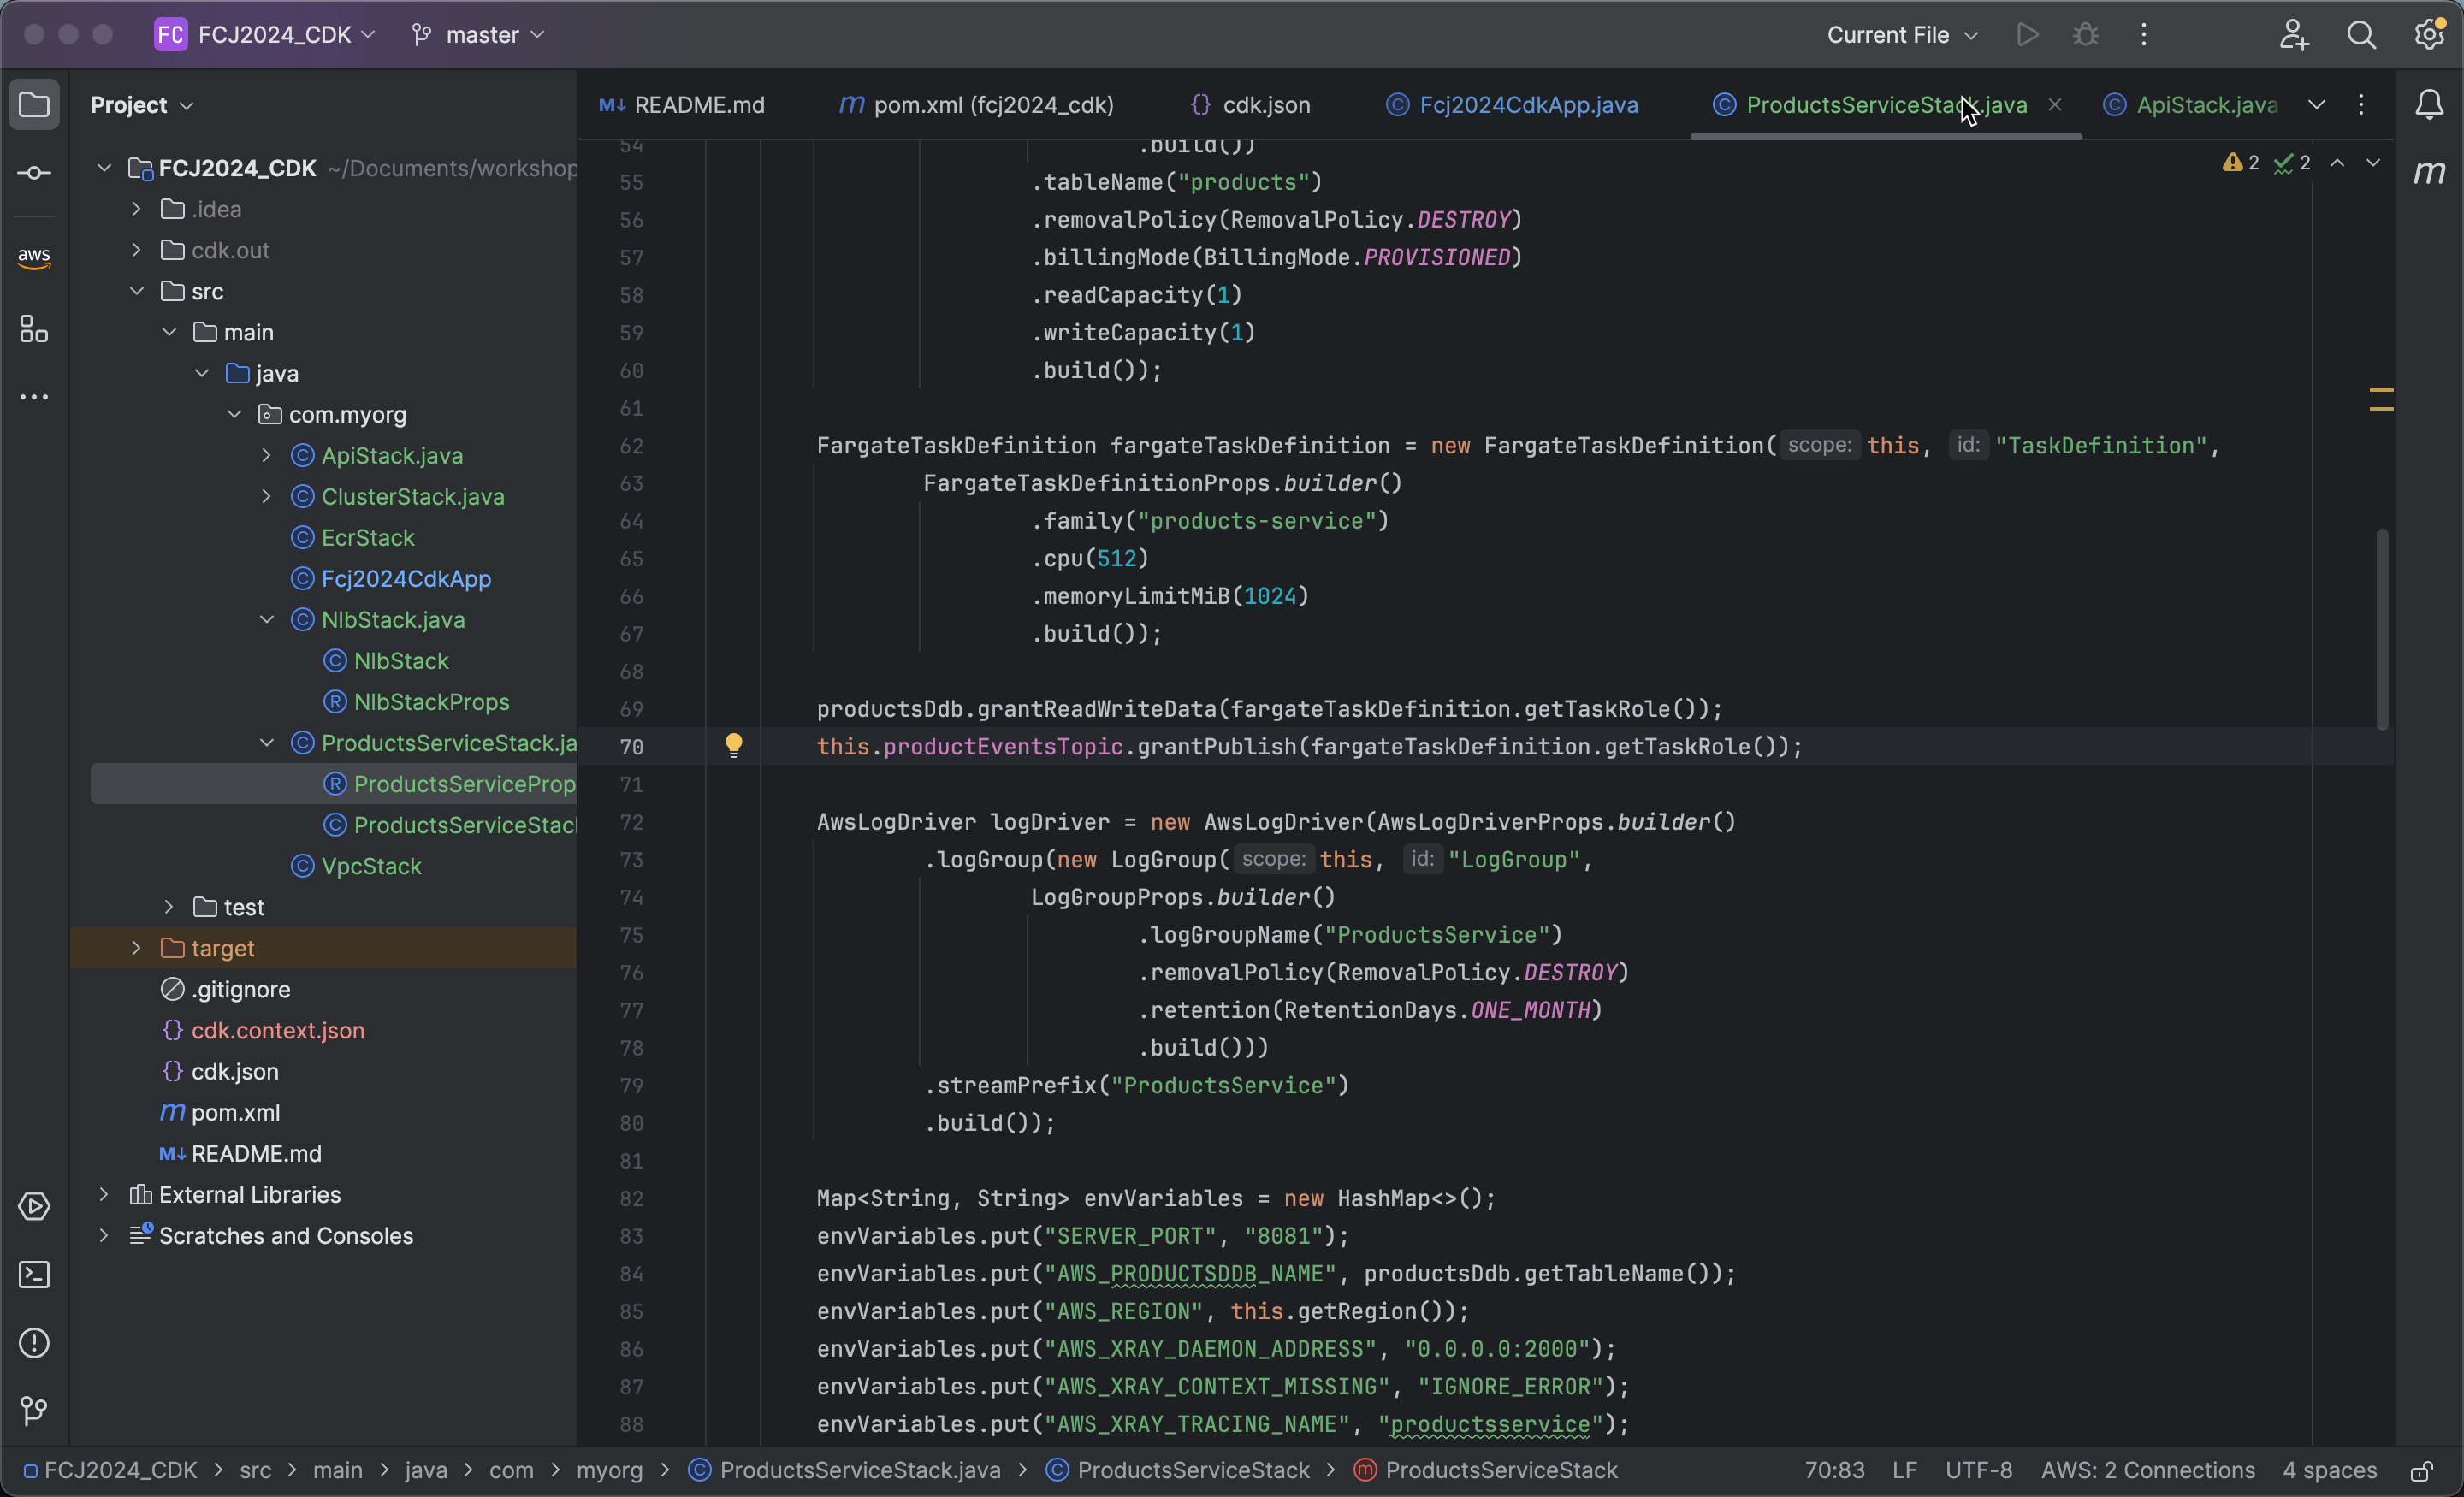 FC FCJ2024_CDK master Current File
Project
README.md pom.xml (fcj2024_cdk) cdk.json Fcj2024CdkApp.java ProductsServiceStack.java ApiStack.java
FCJ2024_CDK ~/Documents/workshop
.idea
cdk.out
src
main
java
com.myorg
ApiStack.java
ClusterStack.java
EcrStack
Fcj2024CdkApp
NlbStack.java
NlbStack
NlbStackProps
ProductsServiceStack.ja
ProductsServiceProp
ProductsServiceStac
VpcStack
test
target
.gitignore
cdk.context.json
cdk.json
pom.xml
README.md
External Libraries
Scratches and Consoles
aws
2 2
54 .build())
55 .tableName("products")
56 .removalPolicy(RemovalPolicy.DESTROY)
57 .billingMode(BillingMode.PROVISIONED)
58 .readCapacity(1)
59 .writeCapacity(1)
60 .build());
61
62 FargateTaskDefinition fargateTaskDefinition = new FargateTaskDefinition( scope: this, id: "TaskDefinition",
63 FargateTaskDefinitionProps.builder()
64 .family("products-service")
65 .cpu(512)
66 .memoryLimitMiB(1024)
67 .build());
68
69 productsDdb.grantReadWriteData(fargateTaskDefinition.getTaskRole());
70 this.productEventsTopic.grantPublish(fargateTaskDefinition.getTaskRole());
71
72 AwsLogDriver logDriver = new AwsLogDriver(AwsLogDriverProps.builder()
73 .logGroup(new LogGroup( scope: this, id: "LogGroup",
74 LogGroupProps.builder()
75 .logGroupName("ProductsService")
76 .removalPolicy(RemovalPolicy.DESTROY)
77 .retention(RetentionDays.ONE_MONTH)
78 .build()))
79 .streamPrefix("ProductsService")
80 .build());
81
82 Map<String, String> envVariables = new HashMap<>();
83 envVariables.put("SERVER_PORT", "8081");
84 envVariables.put("AWS_PRODUCTSDDB_NAME", productsDdb.getTableName());
85 envVariables.put("AWS_REGION", this.getRegion());
86 envVariables.put("AWS_XRAY_DAEMON_ADDRESS", "0.0.0.0:2000");
87 envVariables.put("AWS_XRAY_CONTEXT_MISSING", "IGNORE_ERROR");
88 envVariables.put("AWS_XRAY_TRACING_NAME", "productsservice");
FCJ2024_CDK > src > main > java > com > myorg > ProductsServiceStack.java > ProductsServiceStack > ProductsServiceStack 70:83 LF UTF-8 AWS: 2 Connections 4 spaces